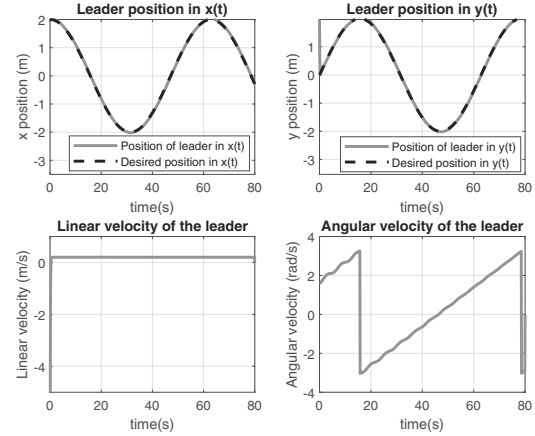 Leader position in x(t)
x position (m)
2
1
0
-1
-2
-3
Position of leader in x(t)
Desired position in x(t)
0 20 40 60 80
time(s)
Leader position in y(t)
y position (m)
2
1
0
-1
-2
-3
Position of leader in y(t)
Desired position in y(t)
0 20 40 60 80
time(s)
Linear velocity of the leader
Linear velocity (m/s)
0
-2
-4
0 20 40 60 80
time(s)
Angular velocity of the leader
Angular velocity (rad/s)
4
2
0
-2
-4
0 20 40 60 80
time(s)